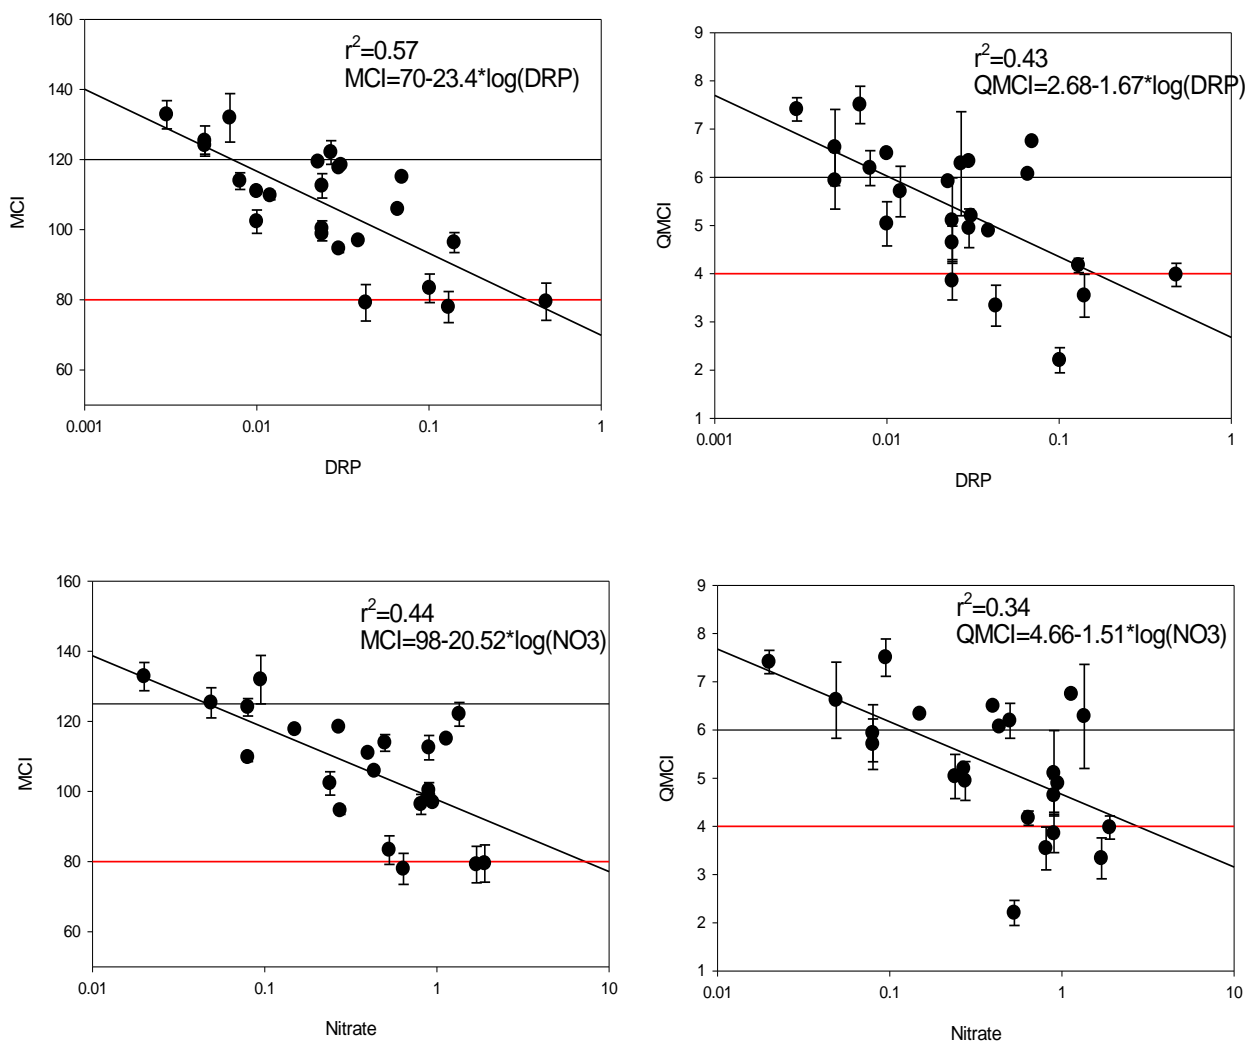 160
140
120
100
80
60
MCI
r²=0.57
MCI=70-23.4*log(DRP)
0.001
0.01
0.1
1
DRP
9
8
7
6
5
4
3
2
1
QMCI
r²=0.43
QMCI=2.68-1.67*log(DRP)
0.001
0.01
0.1
1
DRP
160
140
120
100
80
60
MCI
r²=0.44
MCI=98-20.52*log(NO3)
0.01
0.1
1
10
Nitrate
9
8
7
6
5
4
3
2
1
QMCI
r²=0.34
QMCI=4.66-1.51*log(NO3)
0.01
0.1
1
10
Nitrate